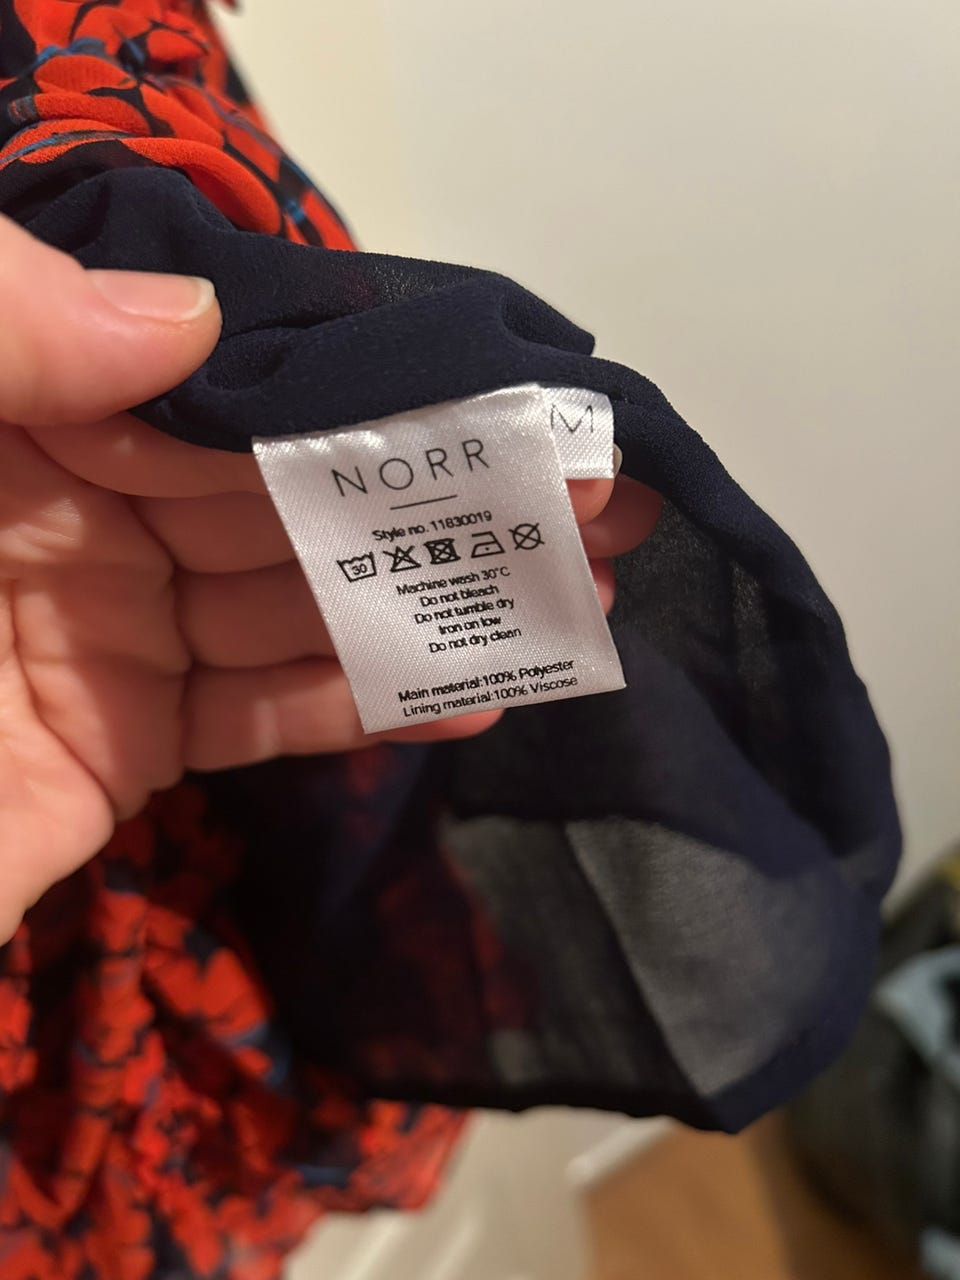 NORR
M
Style no. 11830019
30
Machine wash 30°C
Do not bleach
Do not tumble dry
Iron on low
Do not dry clean
Main material:100% Polyester
Lining material:100% Viscose